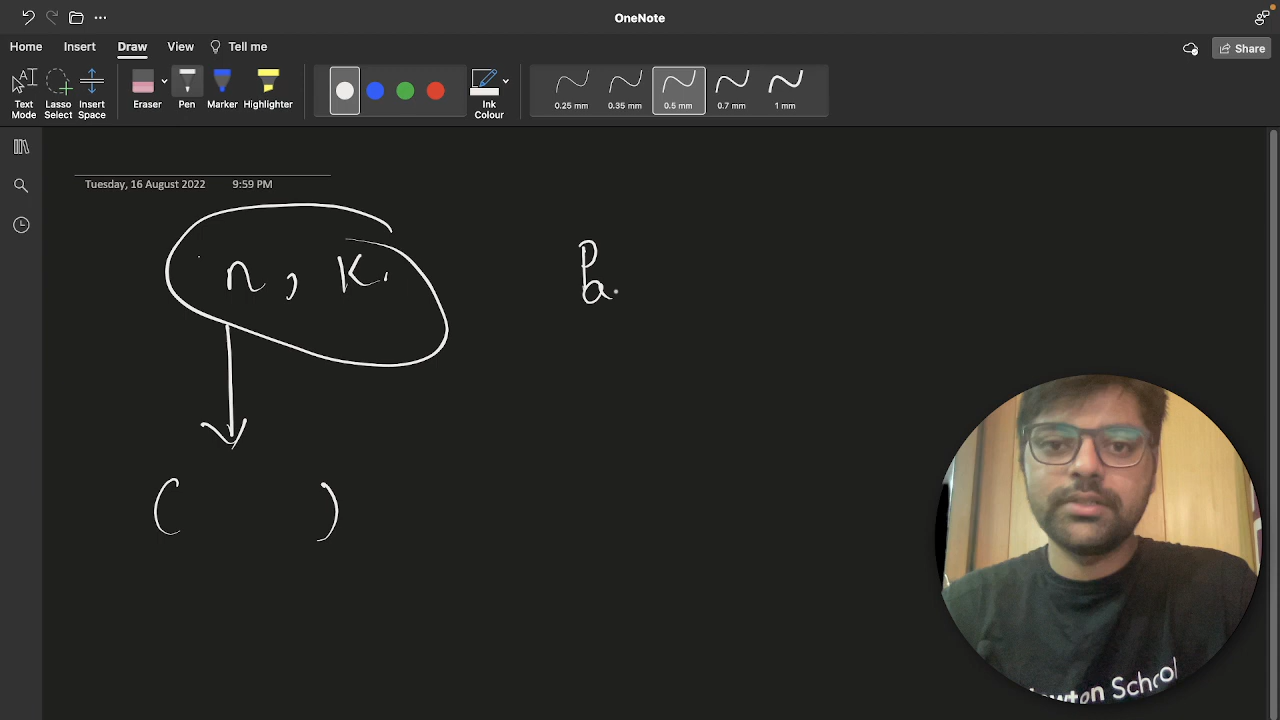 OneNote
Home Insert Draw View Tell me
Share
Text Mode
Lasso Select
Insert Space
Eraser
Pen
Marker
Highlighter
Ink Colour
0.25 mm
0.35 mm
0.5 mm
0.7 mm
1 mm
Tuesday, 16 August 2022 9:59 PM
n, K.
Pa.
( )
School